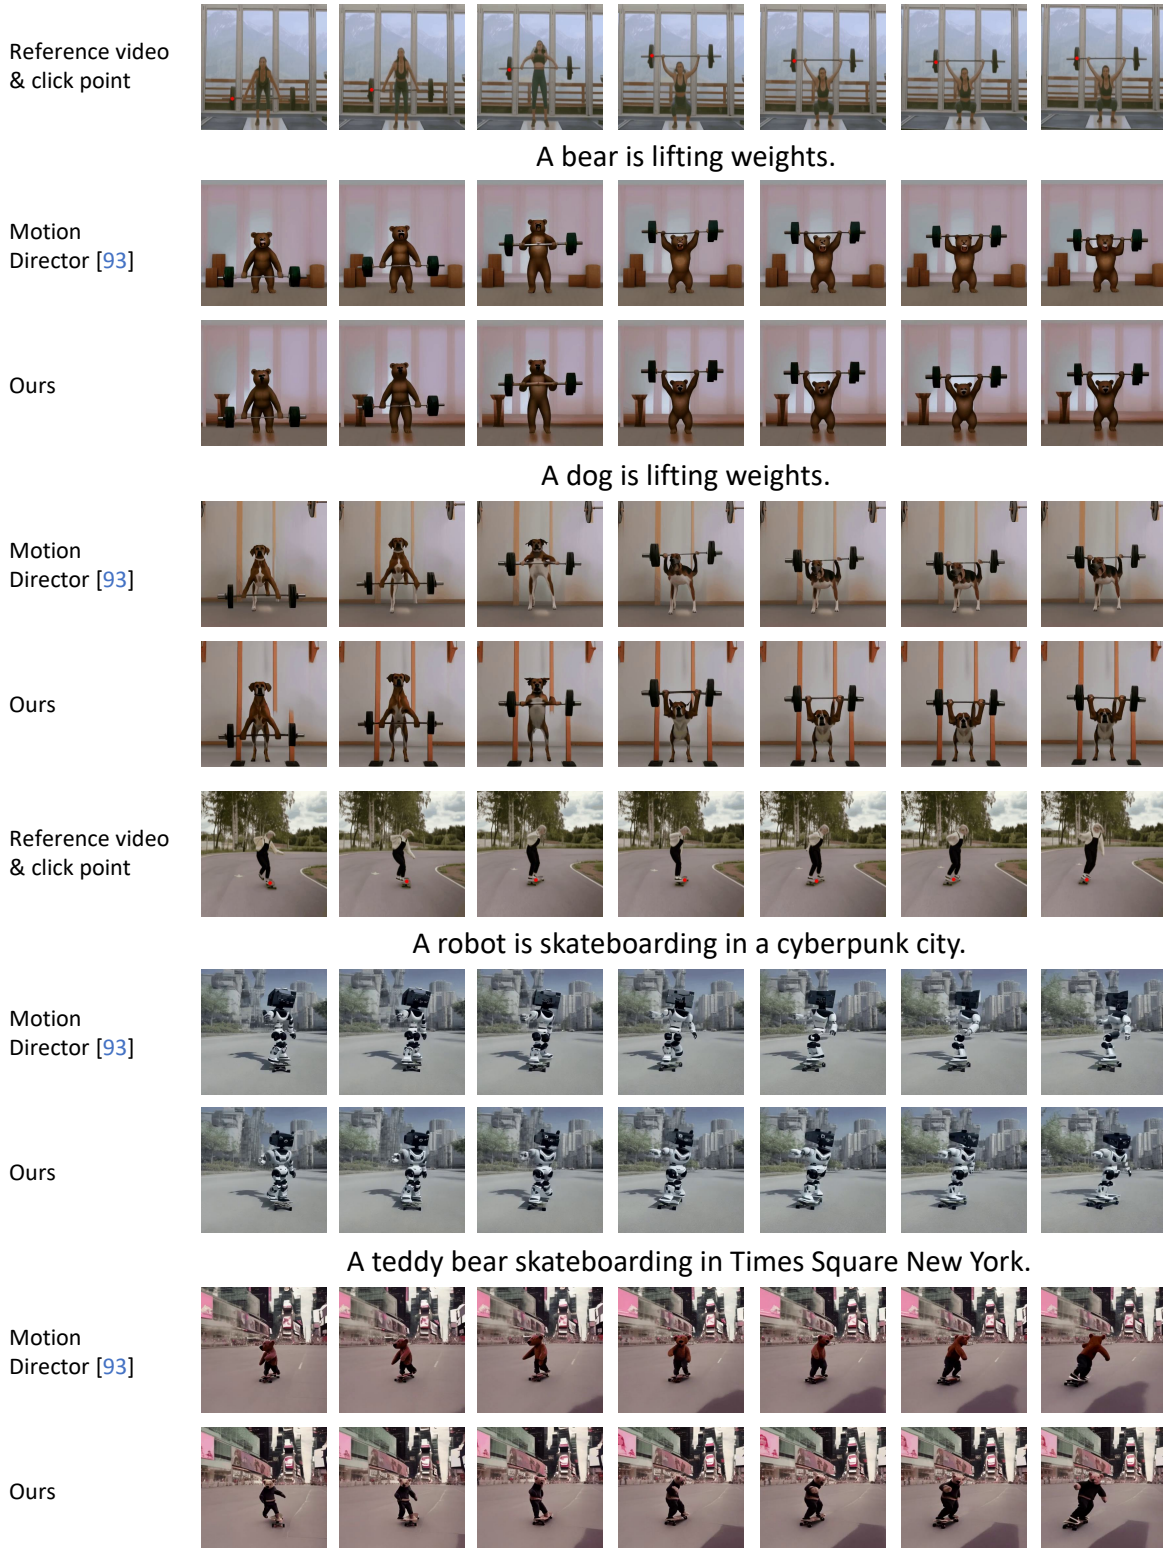 Reference video
& click point
A bear is lifting weights.
Motion
Director [93]
Ours
A dog is lifting weights.
Motion
Director [93]
Ours
Reference video
& click point
A robot is skateboarding in a cyberpunk city.
Motion
Director [93]
Ours
A teddy bear skateboarding in Times Square New York.
Motion
Director [93]
Ours